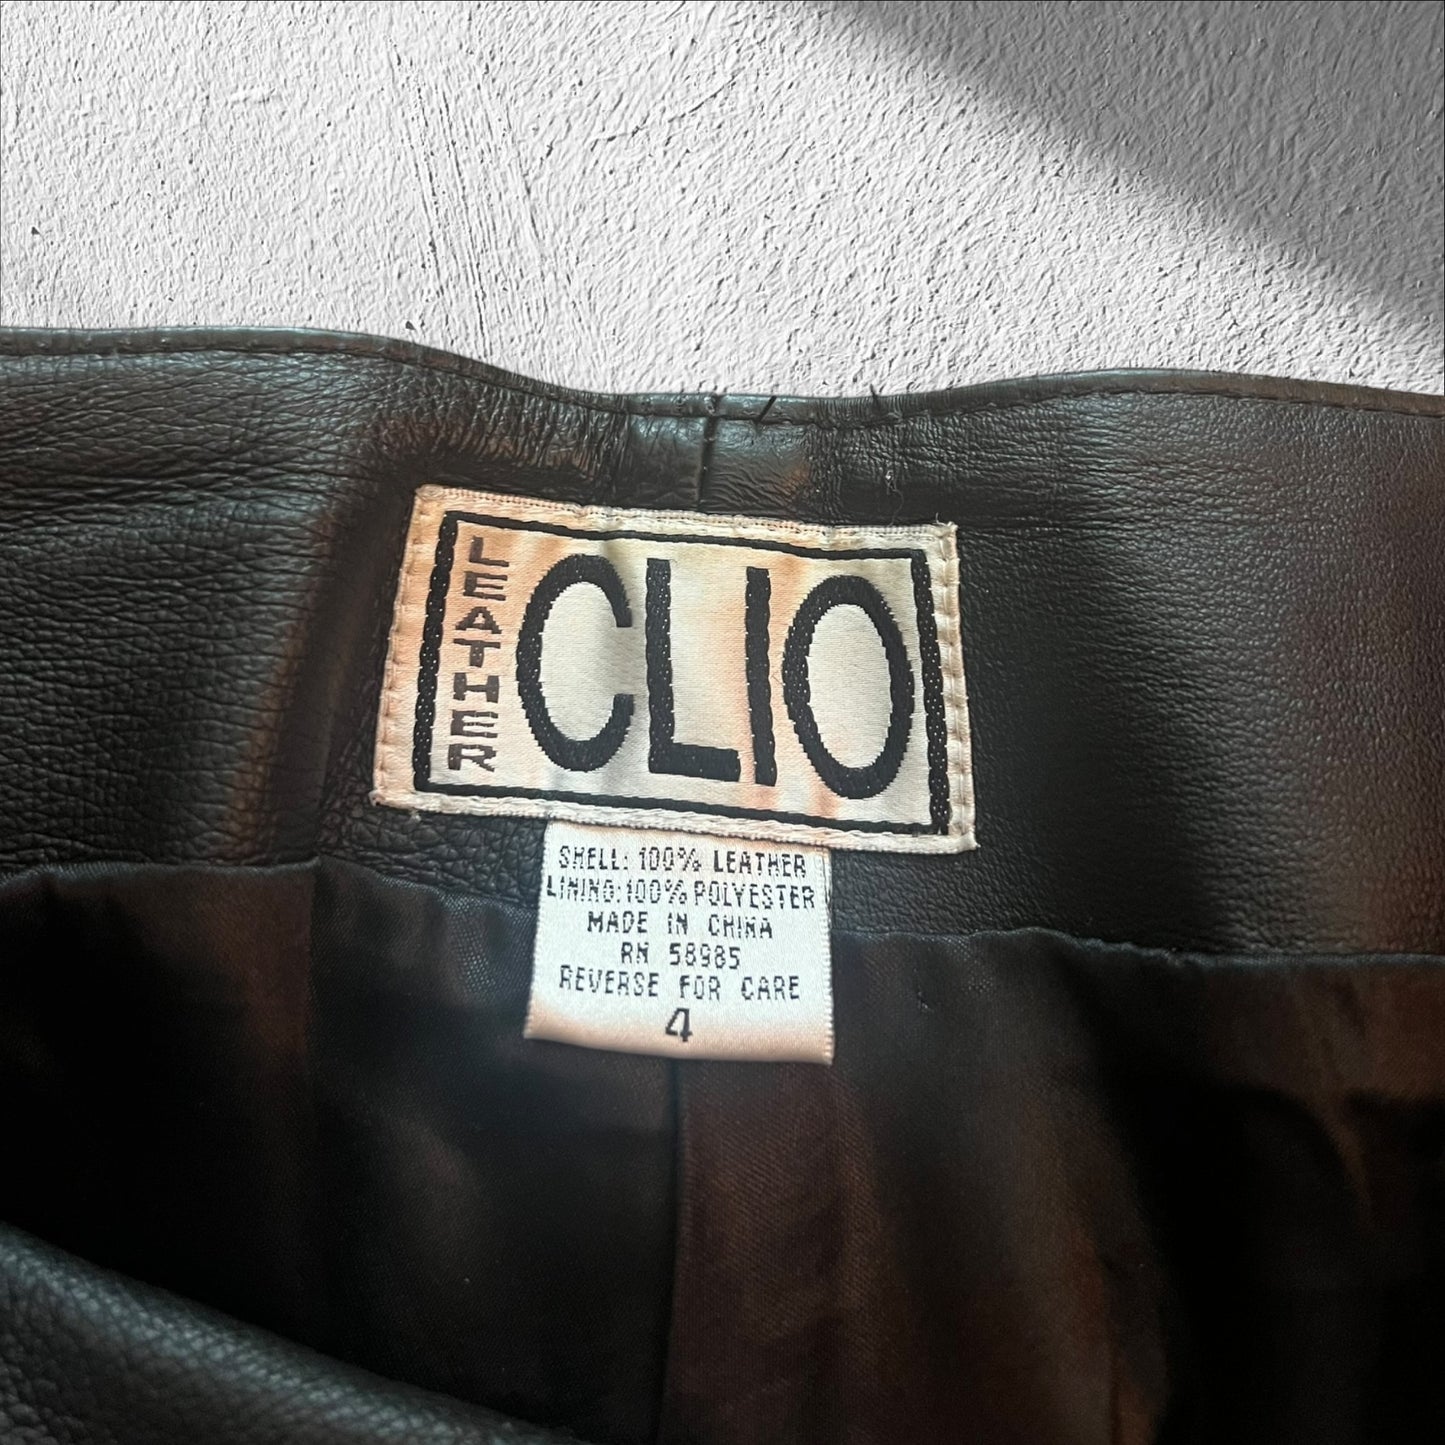 LEATHER
CLIO
SHELL: 100% LEATHER
LINING: 100% POLYESTER
MADE IN CHINA
RN 58985
REVERSE FOR CARE
4